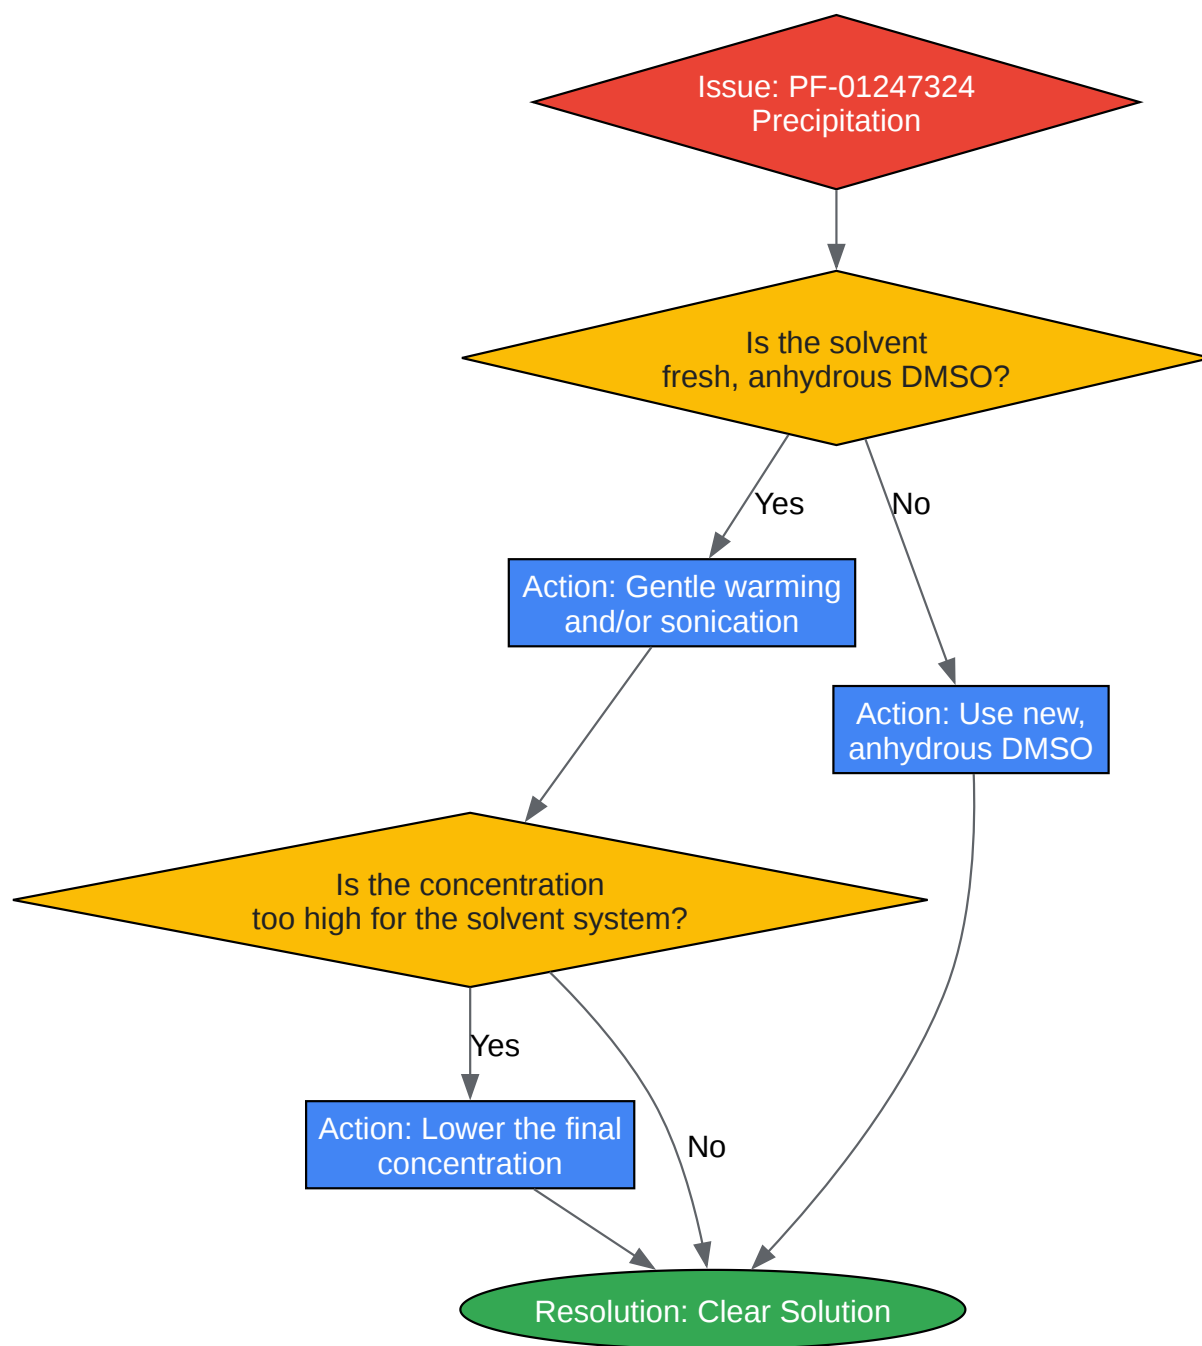 Issue: PF-01247324
Precipitation
Is the solvent
fresh, anhydrous DMSO?
Yes
No
Action: Gentle warming
and/or sonication
Action: Use new,
anhydrous DMSO
Is the concentration
too high for the solvent system?
Yes
No
Action: Lower the final
concentration
Resolution: Clear Solution